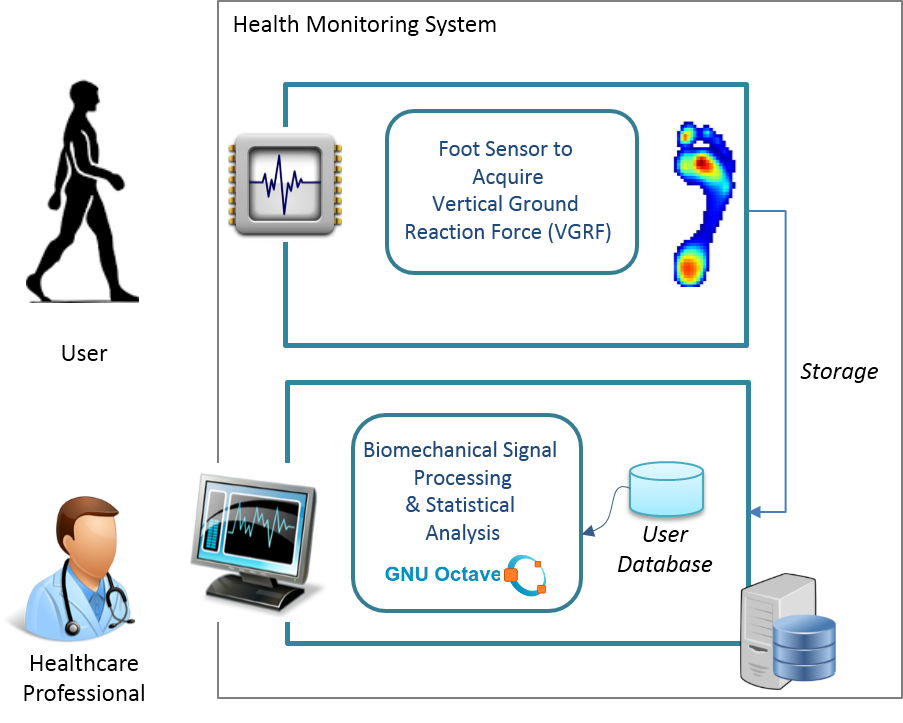 Health Monitoring System
Foot Sensor to
Acquire
Vertical Ground
Reaction Force (VGRF)
User
Storage
Biomechanical Signal
Processing
& Statistical
Analysis
GNU Octave
User
Database
Healthcare
Professional